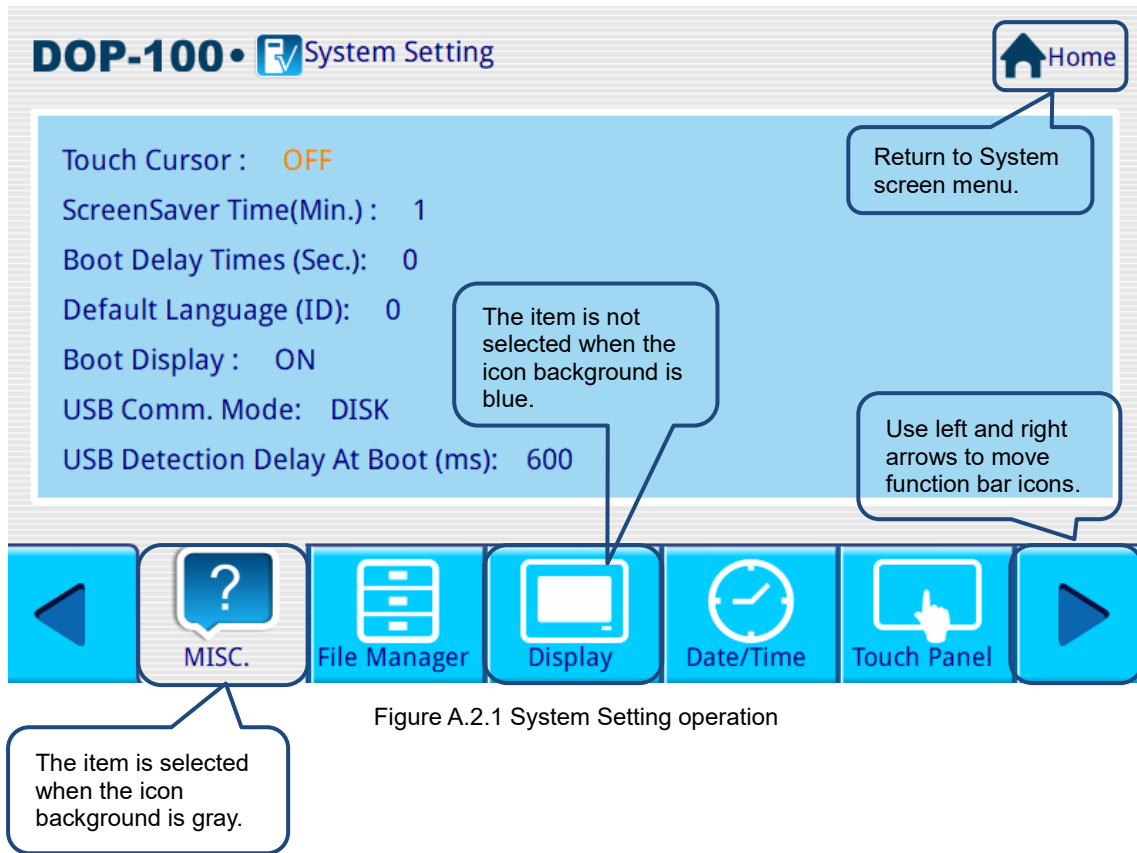 DOP-100• System Setting
Home
Return to System
screen menu.
Touch Cursor : OFF
ScreenSaver Time(Min.) : 1
Boot Delay Times (Sec.): 0
Default Language (ID): 0
Boot Display : ON
USB Comm. Mode: DISK
USB Detection Delay At Boot (ms): 600
The item is not
selected when the
icon background is
blue.
Use left and right
arrows to move
function bar icons.
?
MISC.
File Manager
Display
Date/Time
Touch Panel
Figure A.2.1 System Setting operation
The item is selected
when the icon
background is gray.